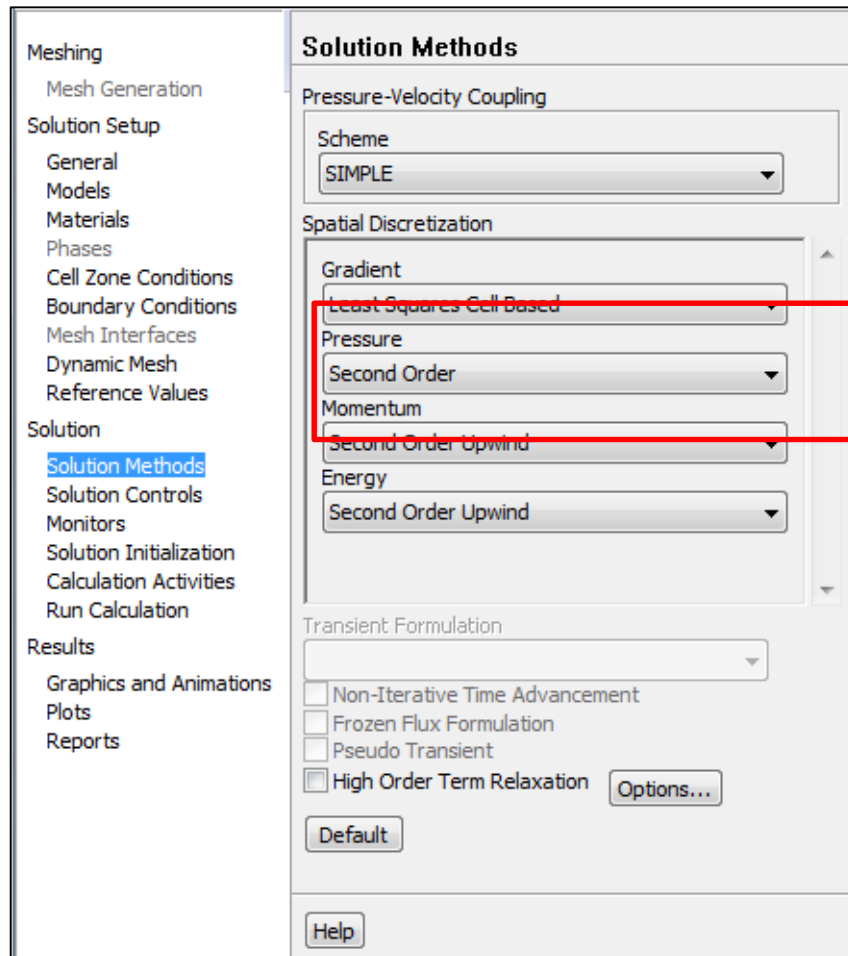 Meshing
Mesh Generation
Solution Setup
General
Models
Materials
Phases
Cell Zone Conditions
Boundary Conditions
Mesh Interfaces
Dynamic Mesh
Reference Values
Solution
Solution Methods
Solution Controls
Monitors
Solution Initialization
Calculation Activities
Run Calculation
Results
Graphics and Animations
Plots
Reports
Solution Methods
Pressure-Velocity Coupling
Scheme
SIMPLE
Spatial Discretization
Gradient
Least Squares Cell Based
Pressure
Second Order
Momentum
Second Order Upwind
Energy
Second Order Upwind
Transient Formulation
Non-Iterative Time Advancement
Frozen Flux Formulation
Pseudo Transient
High Order Term Relaxation
Options...
Default
Help